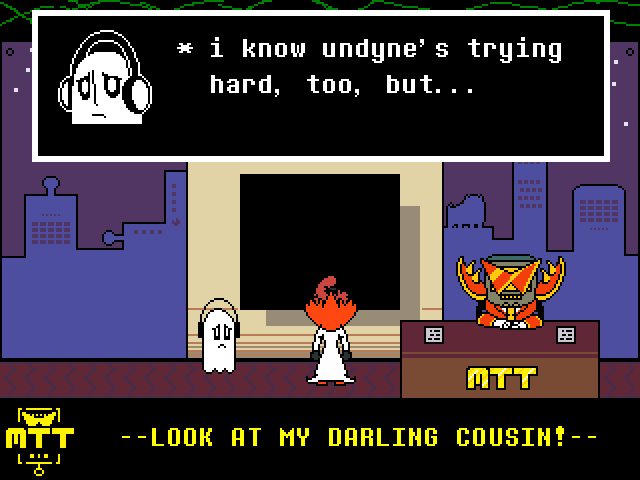 * i know undyne's trying
hard, too, but...
MTT
MTT
--LOOK AT MY DARLING COUSIN!--